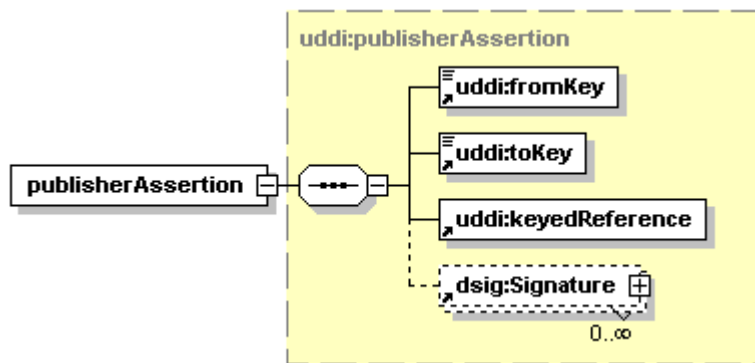 uddi:publisherAssertion
uddi:fromKey
uddi:toKey
publisherAssertion
uddi:keyedReference
dsig:Signature
0..∞